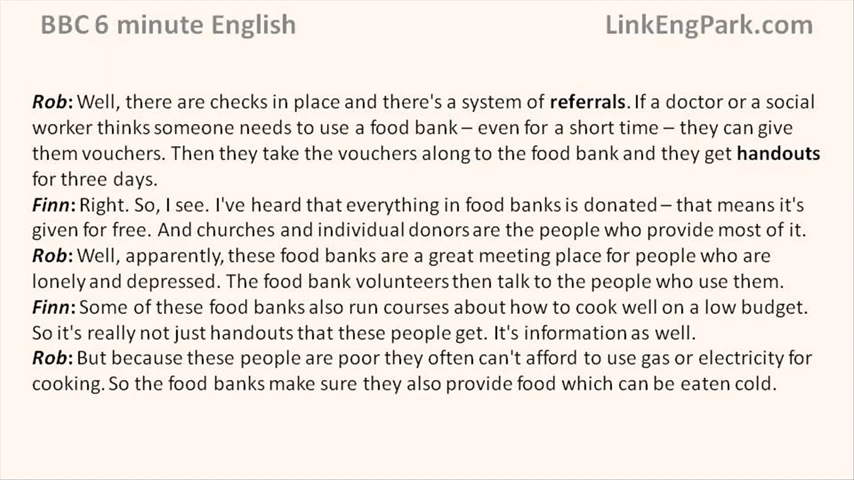 BBC 6 minute English
LinkEngPark.com
Rob: Well, there are checks in place and there's a system of referrals. If a doctor or a social
worker thinks someone needs to use a food bank – even for a short time – they can give
them vouchers. Then they take the vouchers along to the food bank and they get handouts
for three days.
Finn: Right. So, I see. I've heard that everything in food banks is donated – that means it's
given for free. And churches and individual donors are the people who provide most of it.
Rob: Well, apparently, these food banks are a great meeting place for people who are
lonely and depressed. The food bank volunteers then talk to the people who use them.
Finn: Some of these food banks also run courses about how to cook well on a low budget.
So it's really not just handouts that these people get. It's information as well.
Rob: But because these people are poor they often can't afford to use gas or electricity for
cooking. So the food banks make sure they also provide food which can be eaten cold.